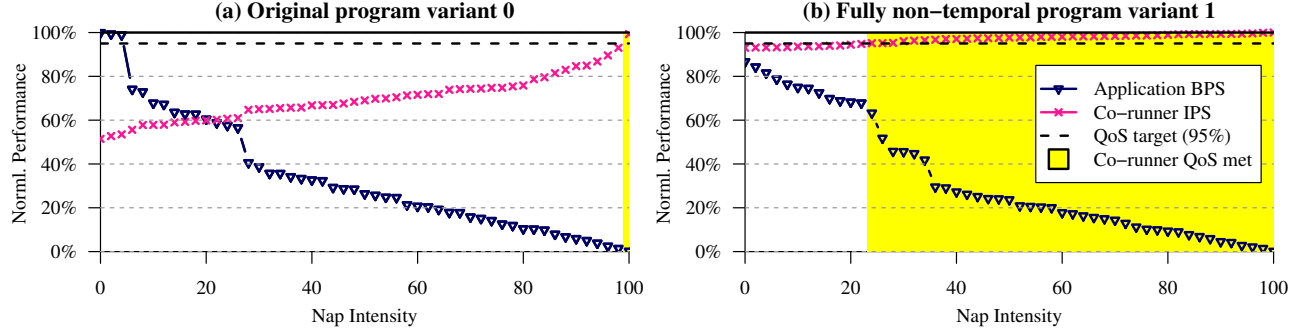 (a) Original program variant 0
Norml. Performance
100%
80%
60%
40%
20%
0%
0 20 40 60 80 100
Nap Intensity
(b) Fully non−temporal program variant 1
Norml. Performance
100%
80%
60%
40%
20%
0%
Application BPS
Co−runner IPS
QoS target (95%)
Co−runner QoS met
0 20 40 60 80 100
Nap Intensity